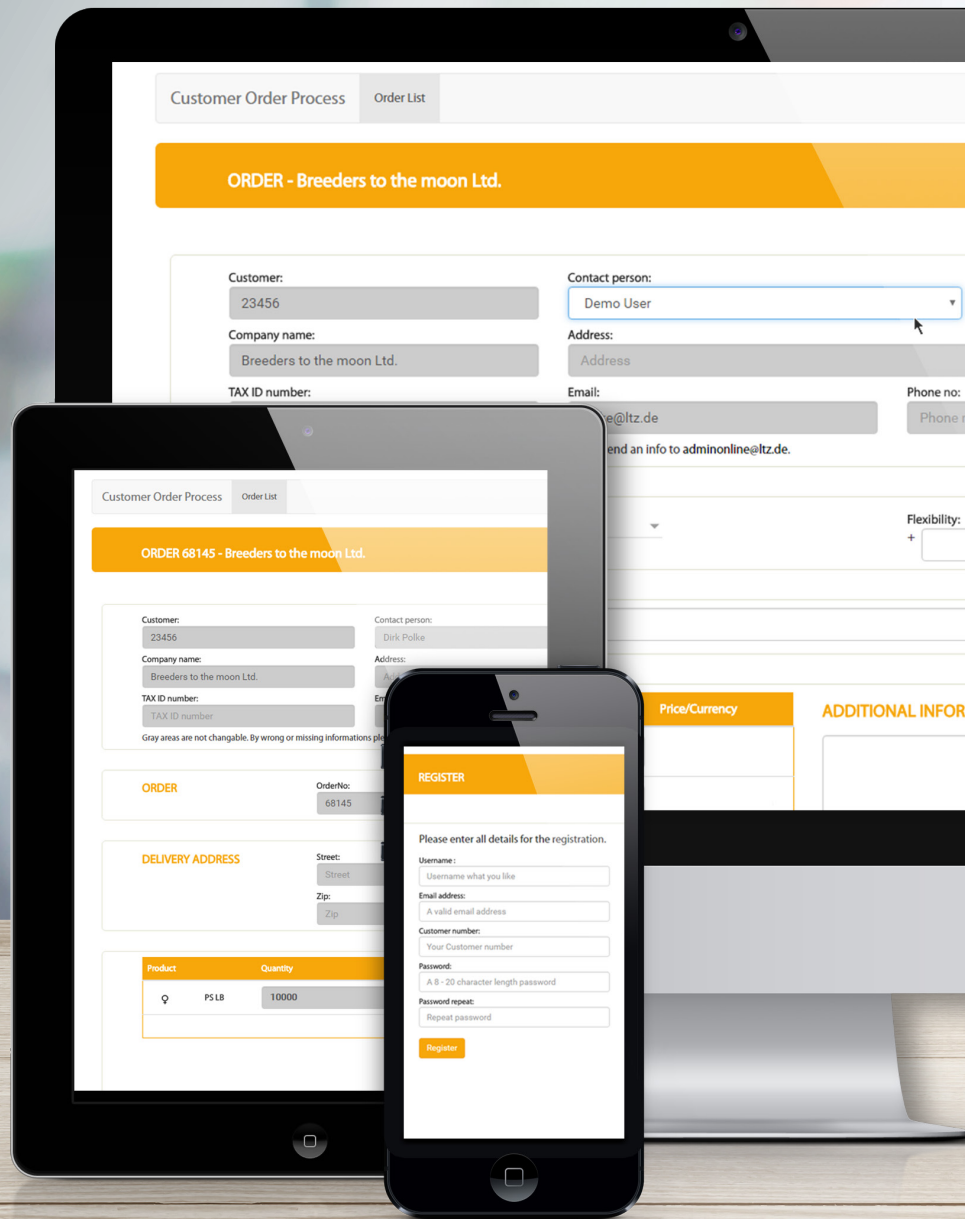 Customer Order Process Order List
ORDER - Breeders to the moon Ltd.
Customer: Contact person:
23456 Demo User
Company name: Address:
Breeders to the moon Ltd. Address
TAX ID number: Email: Phone no:
@ltz.de Phone
an info to adminonline@ltz.de.
Flexibility:
+
Price/Currency ADDITIONAL
Customer Order Process Order List
ORDER 68145 - Breeders to the moon Ltd.
Customer: Contact person:
23456 Dirk Polke
Company name: Address:
Breeders to the moon Ltd.
TAX ID number:
TAX ID number
Gray areas are not changable. By wrong or missing informations
ORDER OrderNo:
68145
DELIVERY ADDRESS Street:
Street
Zip:
Zip
Product Quantity
♀ PS LB 10000
REGISTER
Please enter all details for the registration.
Username :
Username what you like
Email address:
A valid email address
Customer number:
Your Customer number
Password:
A 8 - 20 character length password
Password repeat:
Repeat password
Register